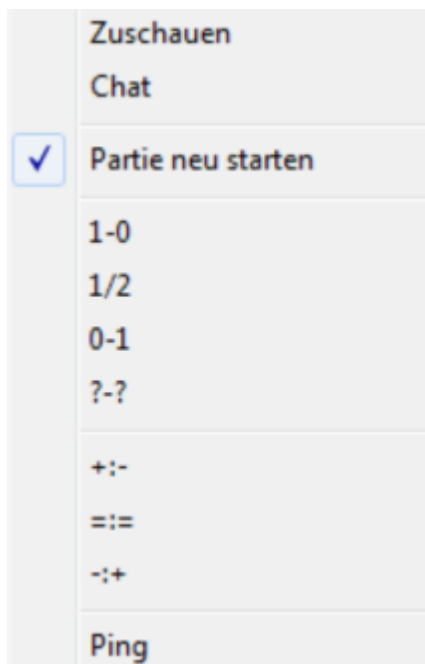 Zuschauen
Chat
Partie neu starten
1-0
1/2
0-1
?-?
+:-
=:=
-:+
Ping